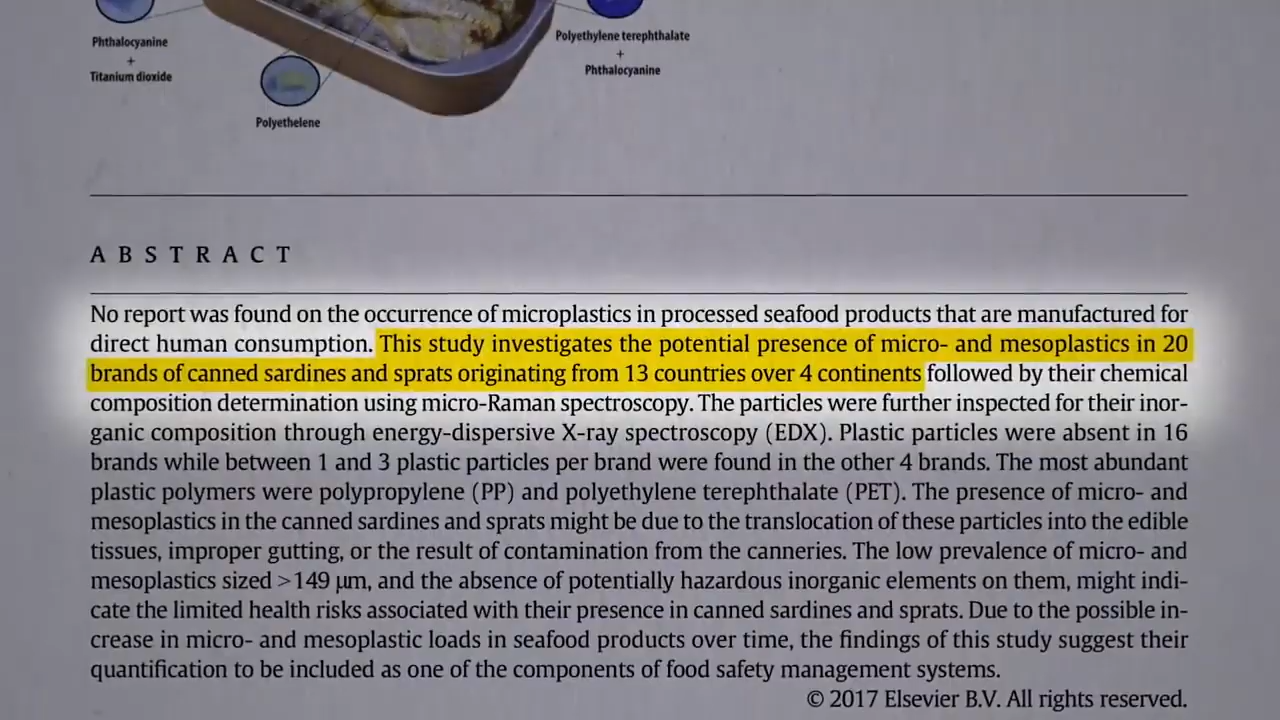 Phthalocyanine
+
Titanium dioxide
Polyethelene
Polyethylene terephthalate
+
Phthalocyanine
ABSTRACT
No report was found on the occurrence of microplastics in processed seafood products that are manufactured for
direct human consumption. This study investigates the potential presence of micro- and mesoplastics in 20
brands of canned sardines and sprats originating from 13 countries over 4 continents followed by their chemical
composition determination using micro-Raman spectroscopy. The particles were further inspected for their inor-
ganic composition through energy-dispersive X-ray spectroscopy (EDX). Plastic particles were absent in 16
brands while between 1 and 3 plastic particles per brand were found in the other 4 brands. The most abundant
plastic polymers were polypropylene (PP) and polyethylene terephthalate (PET). The presence of micro- and
mesoplastics in the canned sardines and sprats might be due to the translocation of these particles into the edible
tissues, improper gutting, or the result of contamination from the canneries. The low prevalence of micro- and
mesoplastics sized >149 μm, and the absence of potentially hazardous inorganic elements on them, might indi-
cate the limited health risks associated with their presence in canned sardines and sprats. Due to the possible in-
crease in micro- and mesoplastic loads in seafood products over time, the findings of this study suggest their
quantification to be included as one of the components of food safety management systems.
© 2017 Elsevier B.V. All rights reserved.